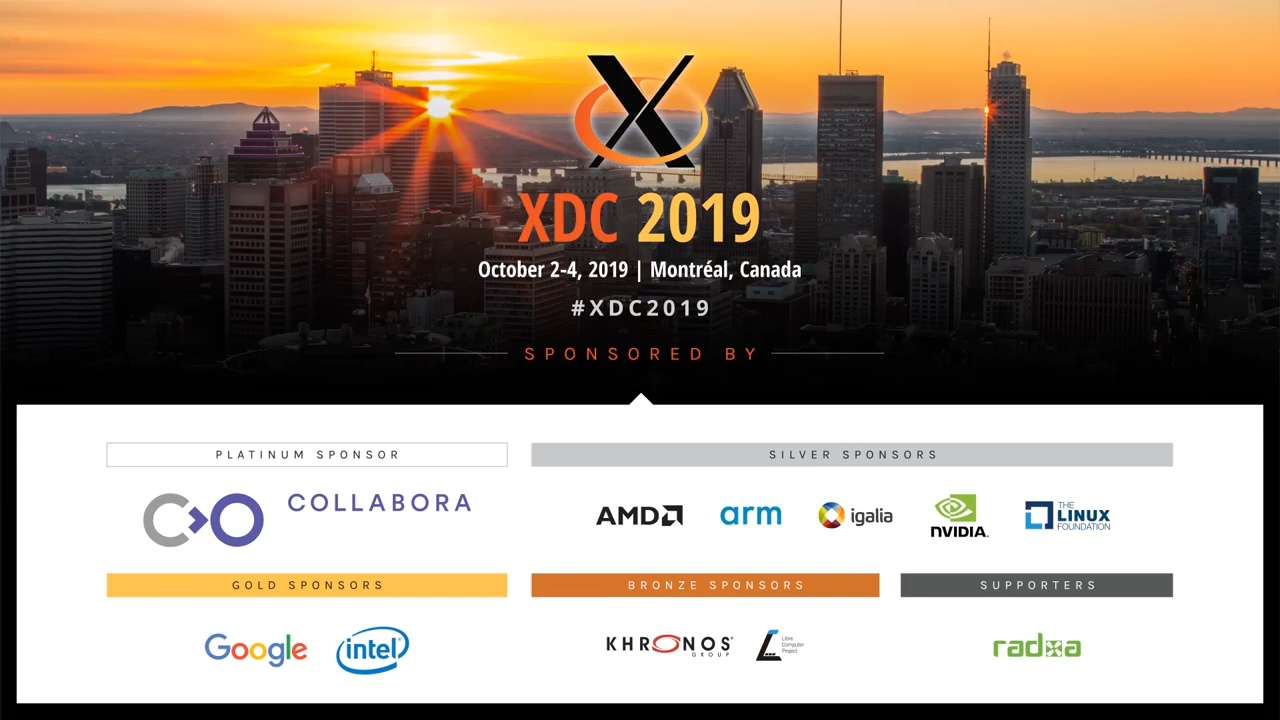 X
XDC 2019
October 2-4, 2019 | Montréal, Canada
#XDC2019
SPONSORED BY
PLATINUM SPONSOR
COLLABORA
SILVER SPONSORS
AMD
arm
igalia
NVIDIA.
THE
LINUX
FOUNDATION
GOLD SPONSORS
Google
intel
BRONZE SPONSORS
KHRONOS
GROUP
Libre
Computer
Project
SUPPORTERS
radxa